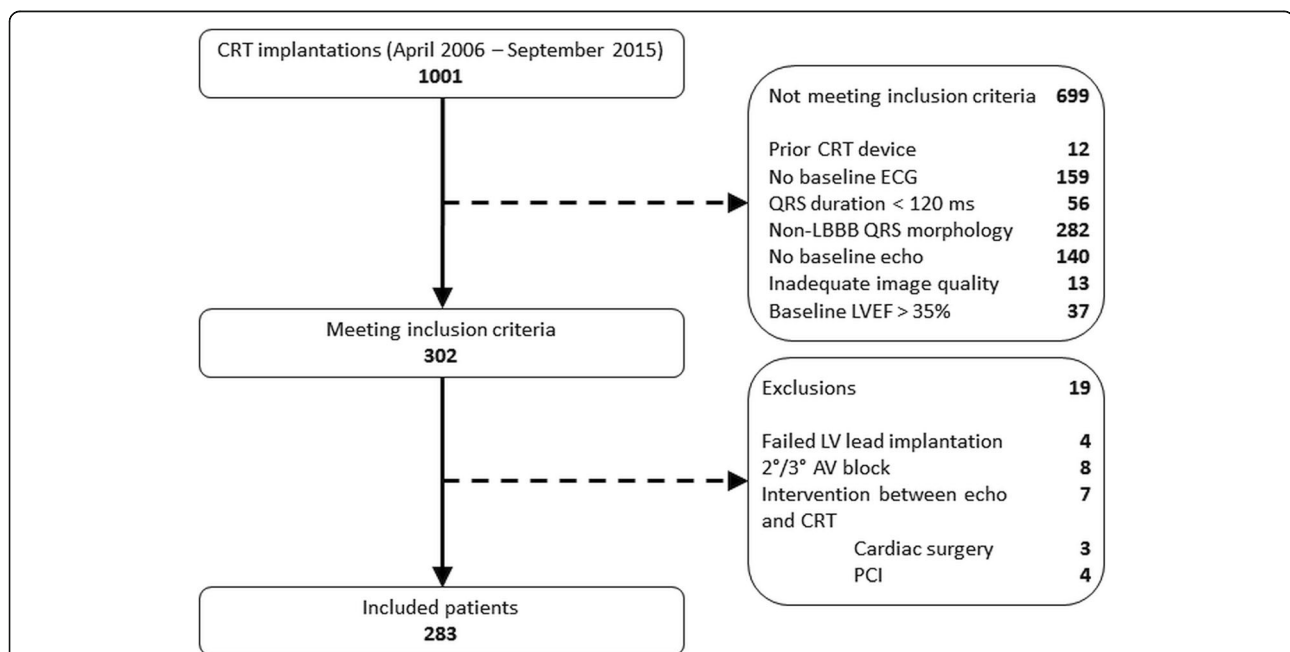 CRT implantations (April 2006 – September 2015)
1001
Not meeting inclusion criteria 699
Prior CRT device 12
No baseline ECG 159
QRS duration < 120 ms 56
Non-LBBB QRS morphology 282
No baseline echo 140
Inadequate image quality 13
Baseline LVEF > 35% 37
Meeting inclusion criteria
302
Exclusions 19
Failed LV lead implantation 4
2°/3° AV block 8
Intervention between echo 7
and CRT
Cardiac surgery 3
PCI 4
Included patients
283